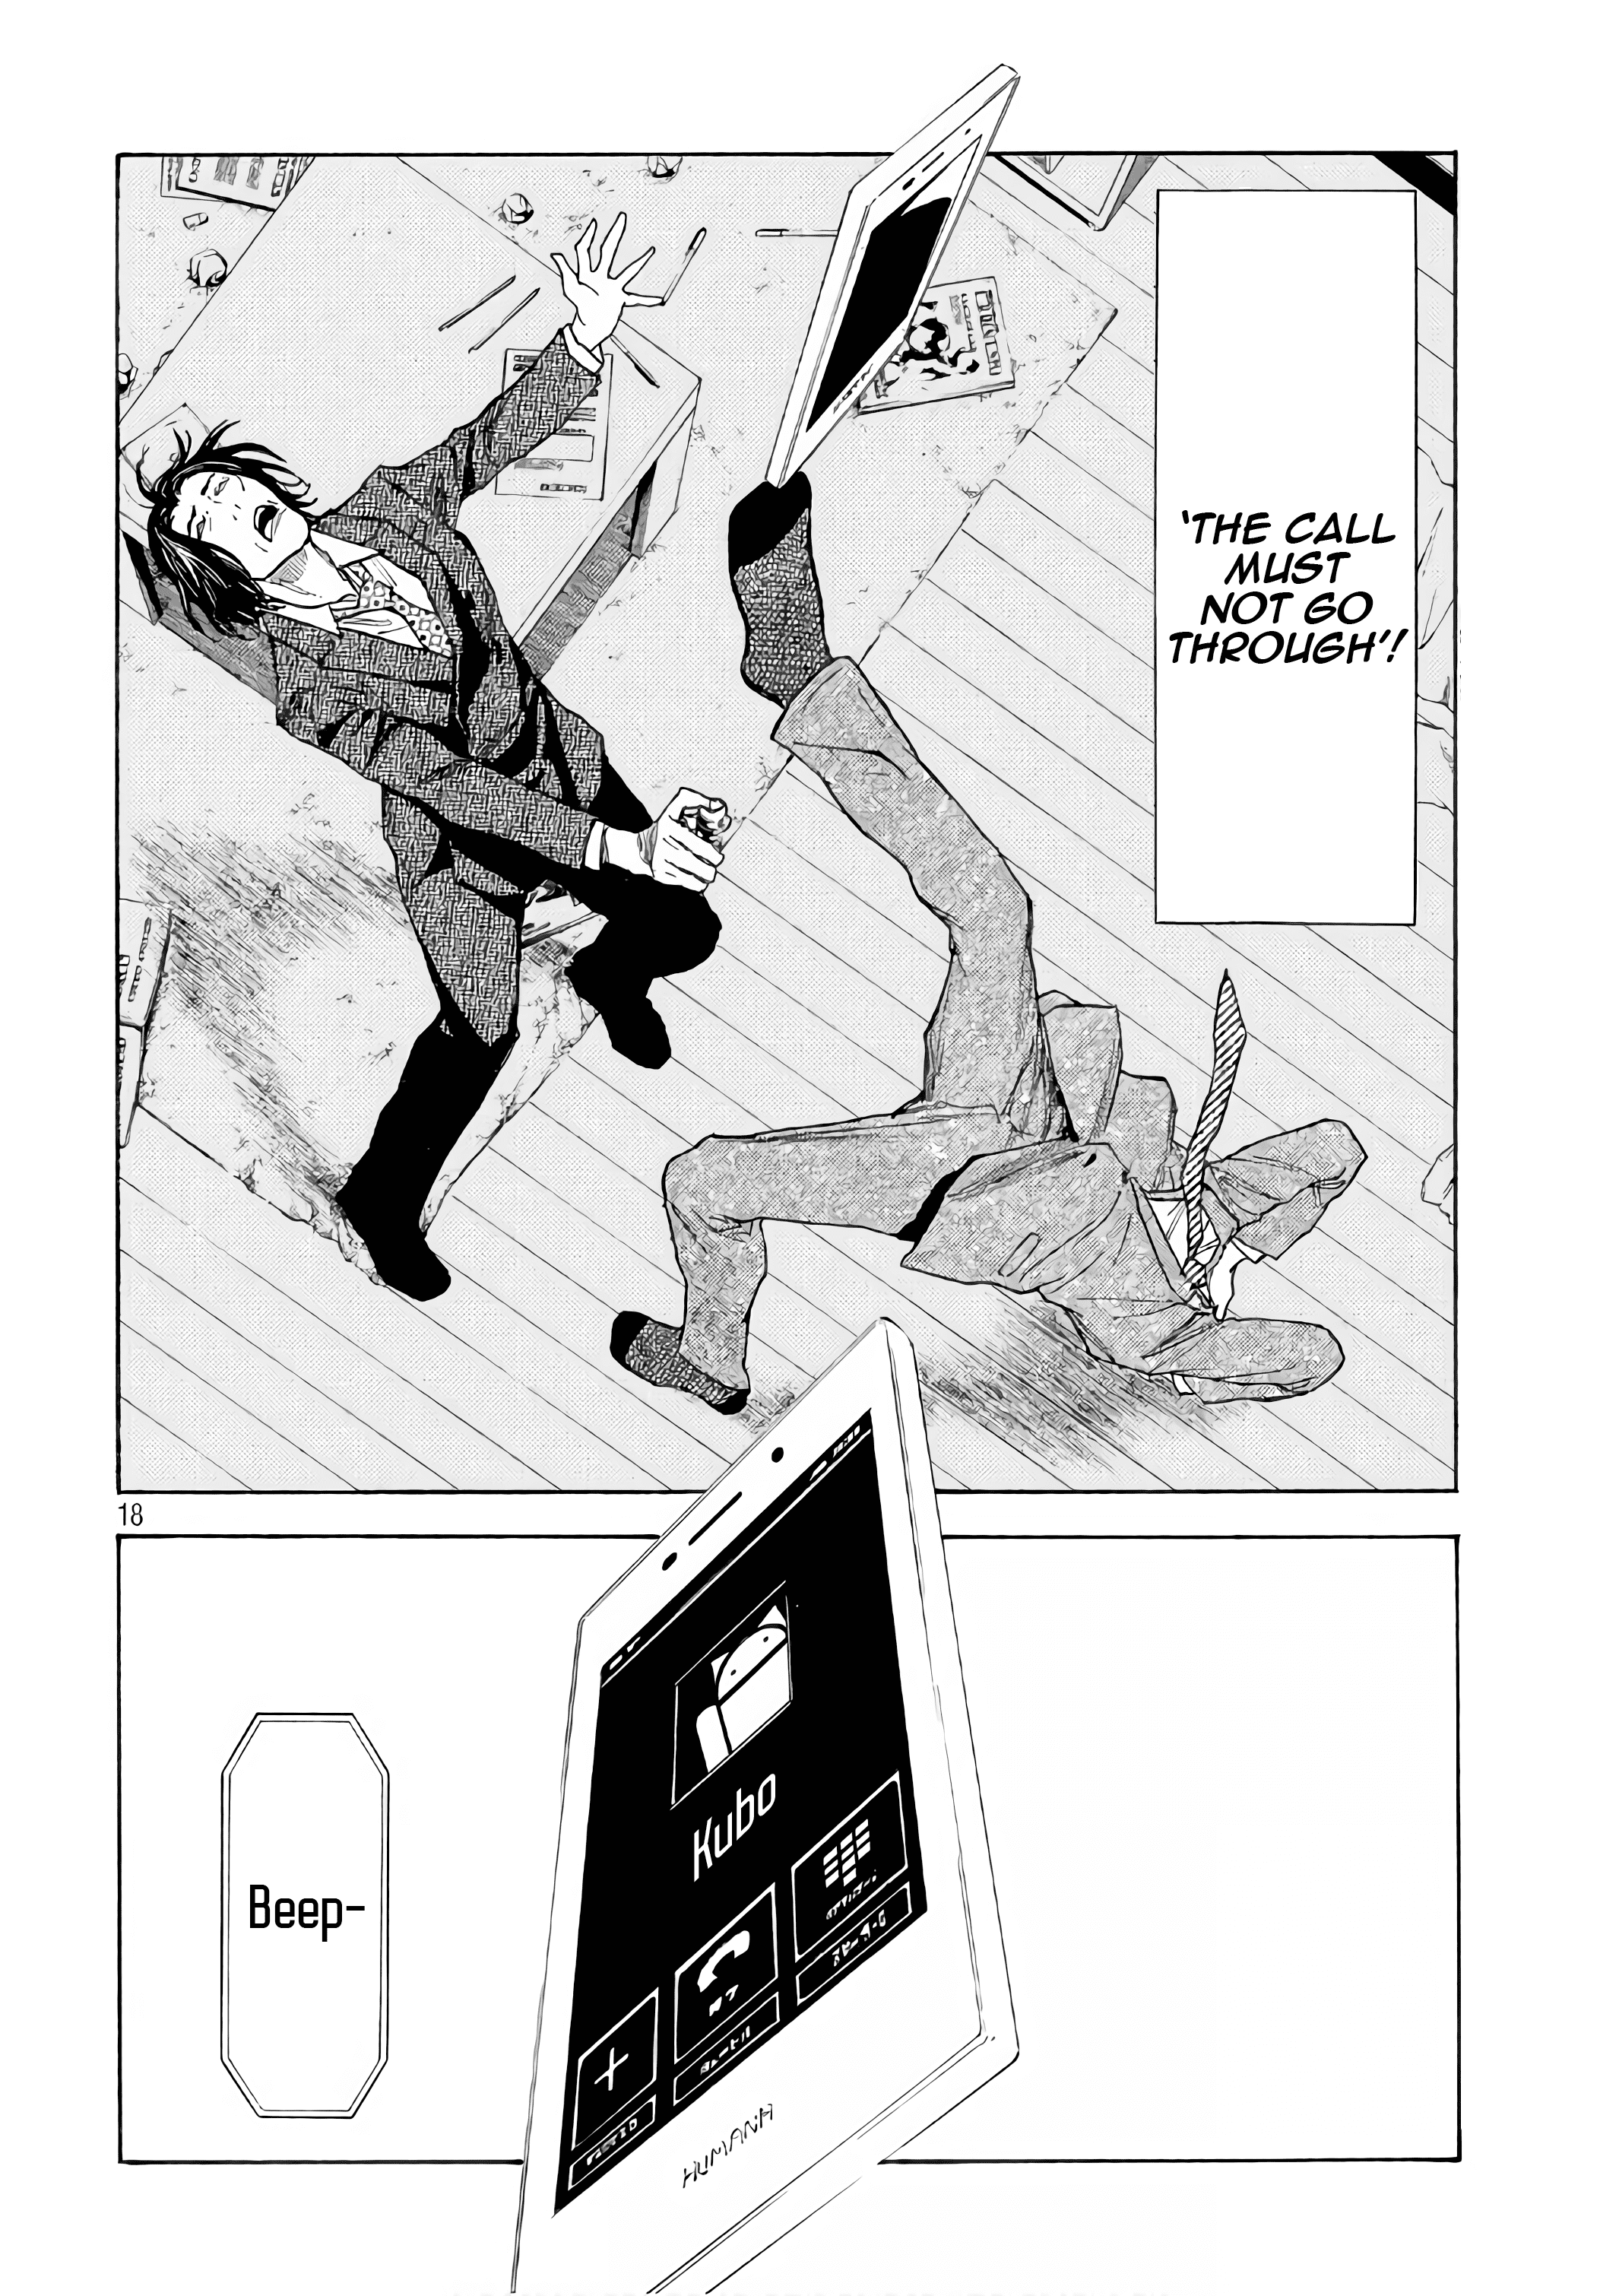 'THE CALL
MUST
NOT GO
THROUGH'!
18
Kubo
Beep-
HUMANA